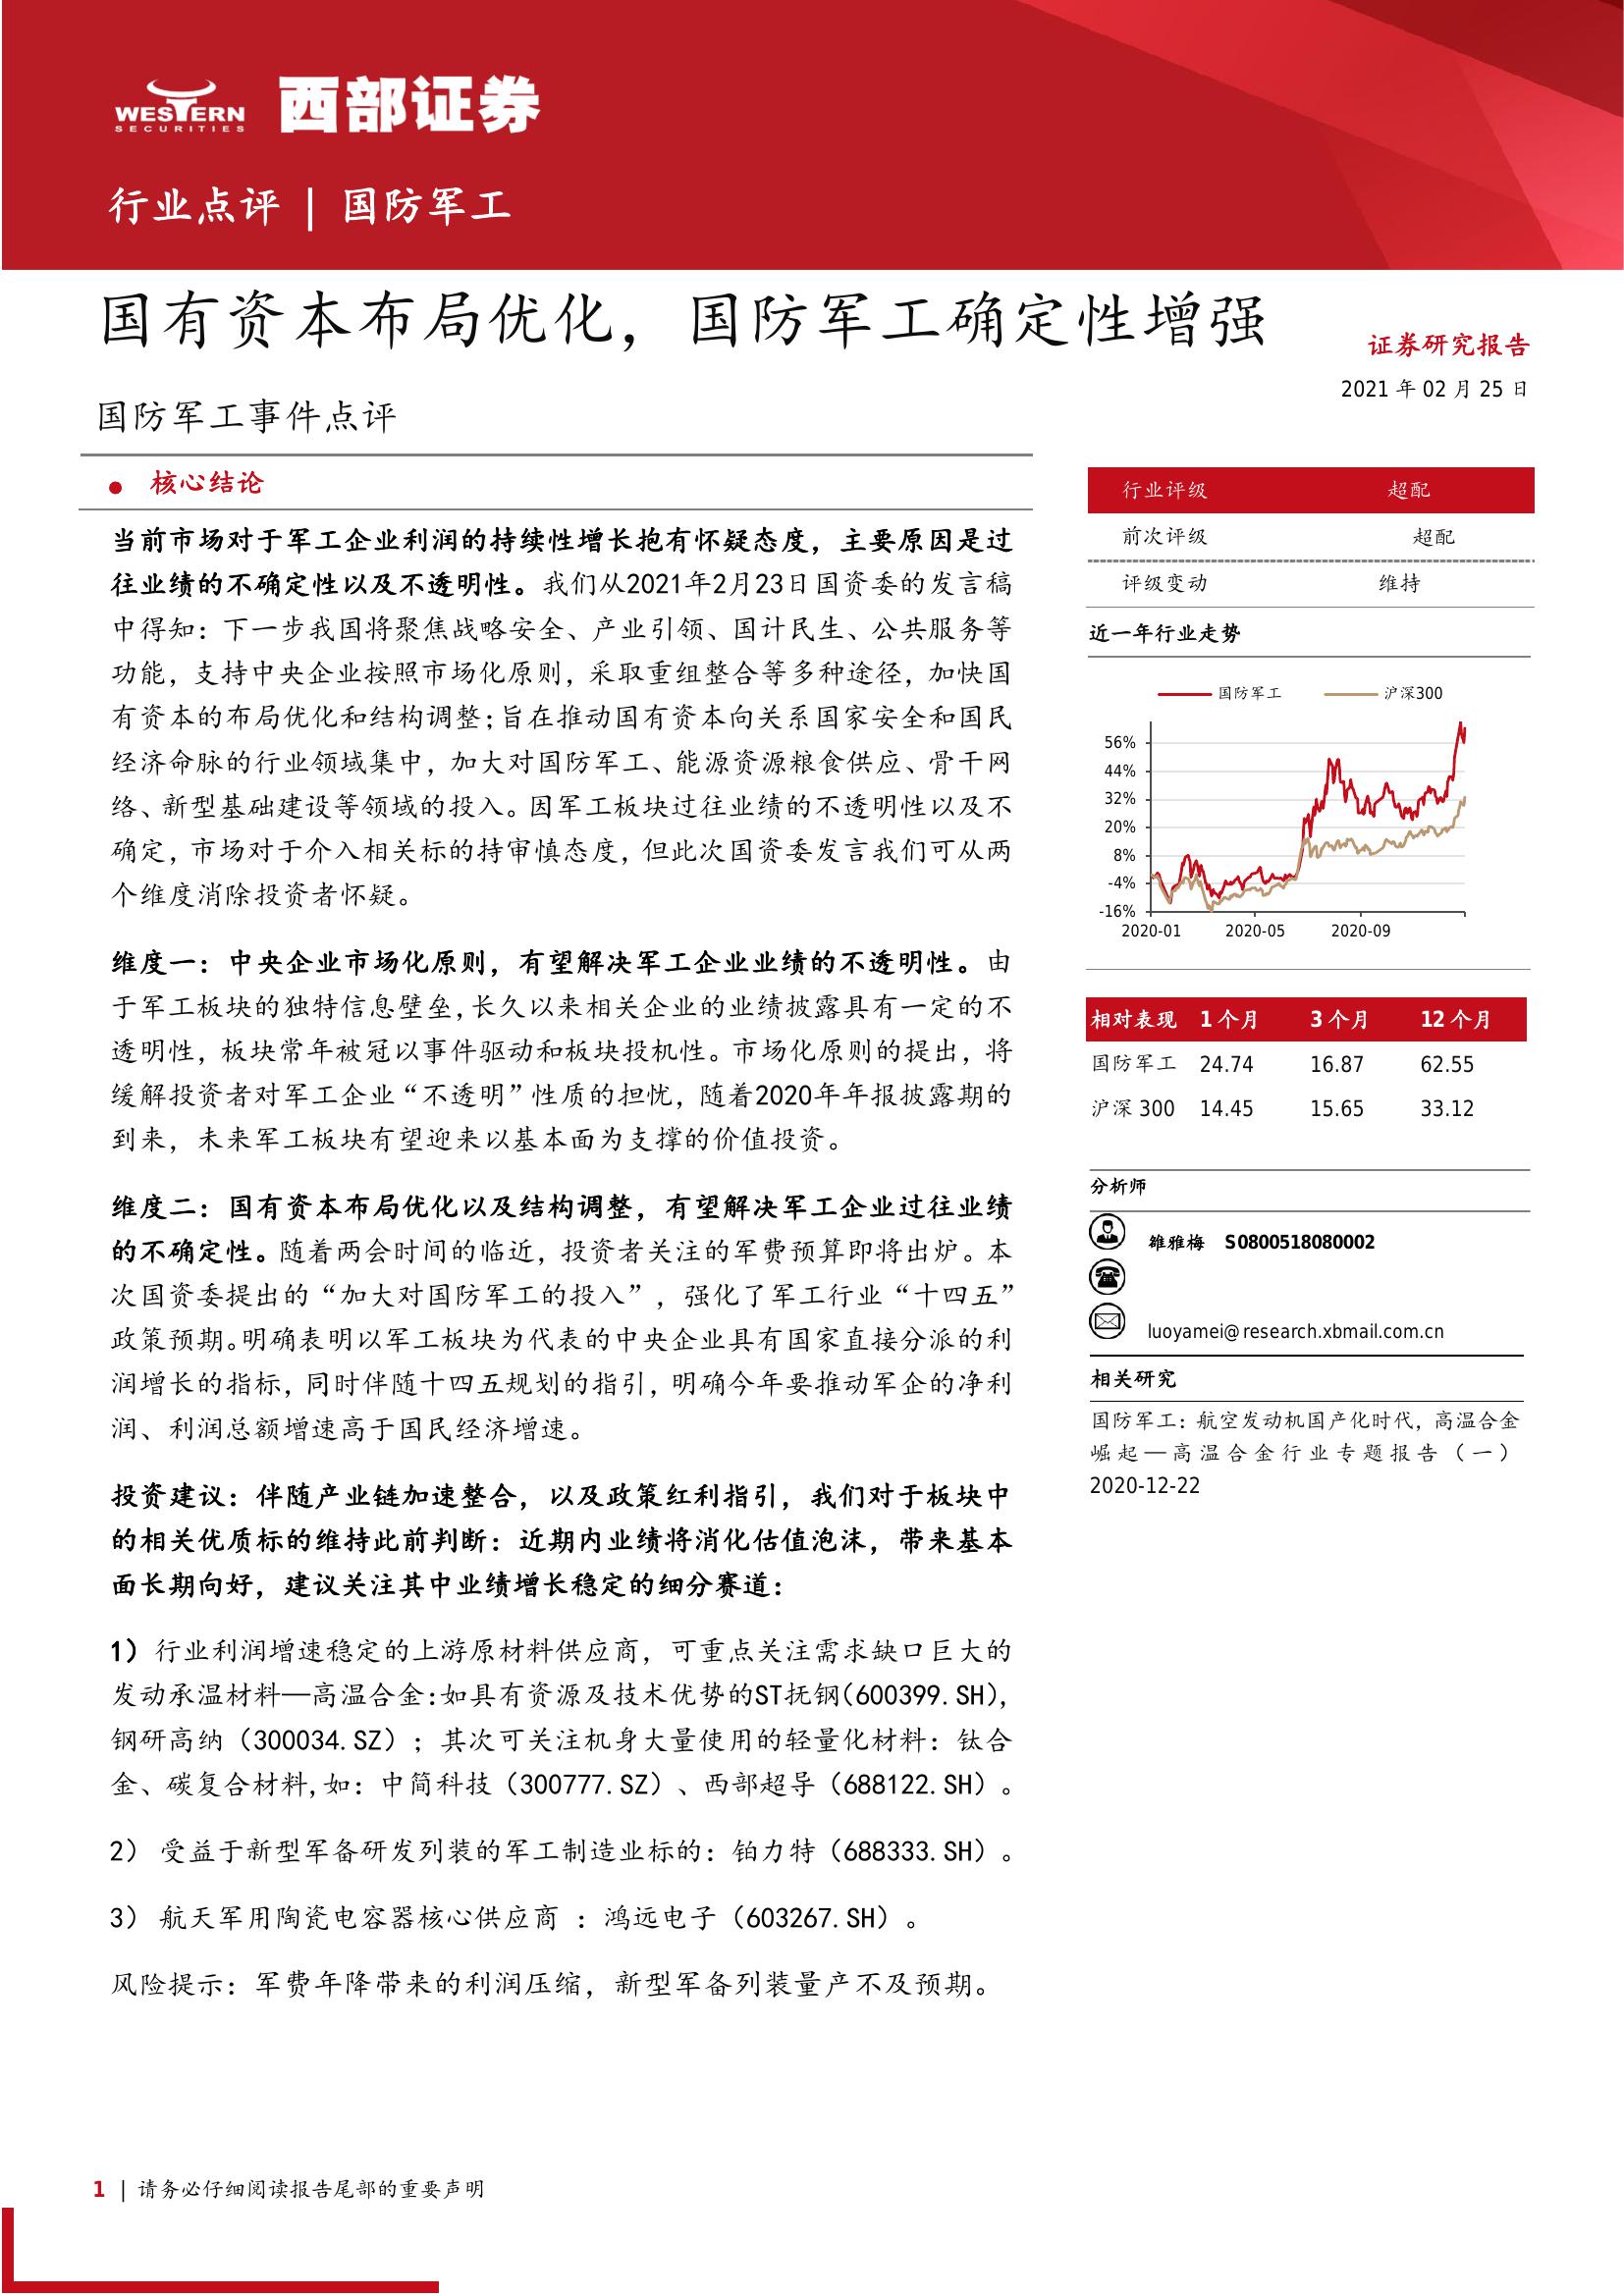 WESTERN
SECURITIES
西部证券
行业点评 | 国防军工
国有资本布局优化，国防军工确定性增强
国防军工事件点评
证券研究报告
2021 年 02 月 25 日
● 核心结论
当前市场对于军工企业利润的持续性增长抱有怀疑态度，主要原因是过
往业绩的不确定性以及不透明性。我们从2021年2月23日国资委的发言稿
中得知：下一步我国将聚焦战略安全、产业引领、国计民生、公共服务等
功能，支持中央企业按照市场化原则，采取重组整合等多种途径，加快国
有资本的布局优化和结构调整；旨在推动国有资本向关系国家安全和国民
经济命脉的行业领域集中，加大对国防军工、能源资源粮食供应、骨干网
络、新型基础建设等领域的投入。因军工板块过往业绩的不透明性以及不
确定，市场对于介入相关标的持审慎态度，但此次国资委发言我们可从两
个维度消除投资者怀疑。
维度一：中央企业市场化原则，有望解决军工企业业绩的不透明性。由
于军工板块的独特信息壁垒，长久以来相关企业的业绩披露具有一定的不
透明性，板块常年被冠以事件驱动和板块投机性。市场化原则的提出，将
缓解投资者对军工企业“不透明”性质的担忧，随着2020年年报披露期的
到来，未来军工板块有望迎来以基本面为支撑的价值投资。
维度二：国有资本布局优化以及结构调整，有望解决军工企业过往业绩
的不确定性。随着两会时间的临近，投资者关注的军费预算即将出炉。本
次国资委提出的“加大对国防军工的投入”，强化了军工行业“十四五”
政策预期。明确表明以军工板块为代表的中央企业具有国家直接分派的利
润增长的指标，同时伴随十四五规划的指引，明确今年要推动军企的净利
润、利润总额增速高于国民经济增速。
投资建议：伴随产业链加速整合，以及政策红利指引，我们对于板块中
的相关优质标的维持此前判断：近期内业绩将消化估值泡沫，带来基本
面长期向好，建议关注其中业绩增长稳定的细分赛道：
1）行业利润增速稳定的上游原材料供应商，可重点关注需求缺口巨大的
发动承温材料—高温合金：如具有资源及技术优势的ST抚钢（600399.SH），
钢研高纳（300034.SZ）；其次可关注机身大量使用的轻量化材料：钛合
金、碳复合材料，如：中简科技（300777.SZ）、西部超导（688122.SH）。
2） 受益于新型军备研发列装的军工制造业标的：铂力特（688333.SH）。
3） 航天军用陶瓷电容器核心供应商 ：鸿远电子（603267.SH）。
风险提示：军费年降带来的利润压缩，新型军备列装量产不及预期。
行业评级 超配
前次评级 超配
评级变动 维持
近一年行业走势
国防军工 沪深300
56%
44%
32%
20%
8%
-4%
-16%
2020-01 2020-05 2020-09
相对表现 1 个月 3 个月 12 个月
国防军工 24.74 16.87 62.55
沪深 300 14.45 15.65 33.12
分析师
雒雅梅 S0800518080002
luoyamei@research.xbmail.com.cn
相关研究
国防军工：航空发动机国产化时代，高温合金
崛起—高温合金行业专题报告（一）
2020-12-22
1 | 请务必仔细阅读报告尾部的重要声明